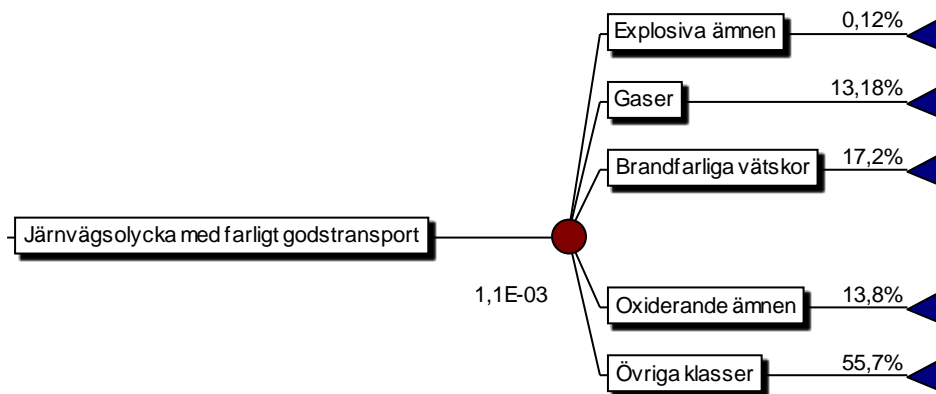 Explosiva ämnen 0,12%
Gaser 13,18%
Brandfarliga vätskor 17,2%
Järnvägsolycka med farligt godstransport
1,1E-03
Oxiderande ämnen 13,8%
Övriga klasser 55,7%